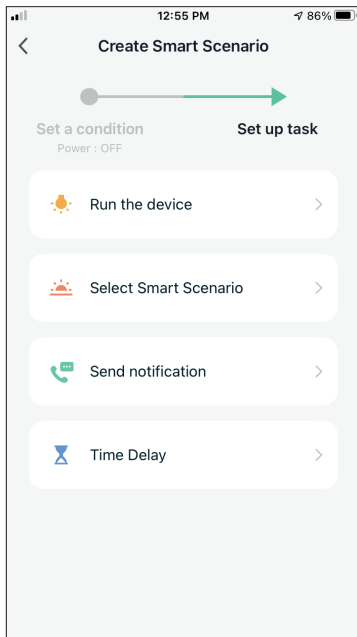 12:55 PM
86%
Create Smart Scenario
Set a condition
Set up task
Power : OFF
Run the device
Select Smart Scenario
Send notification
Time Delay